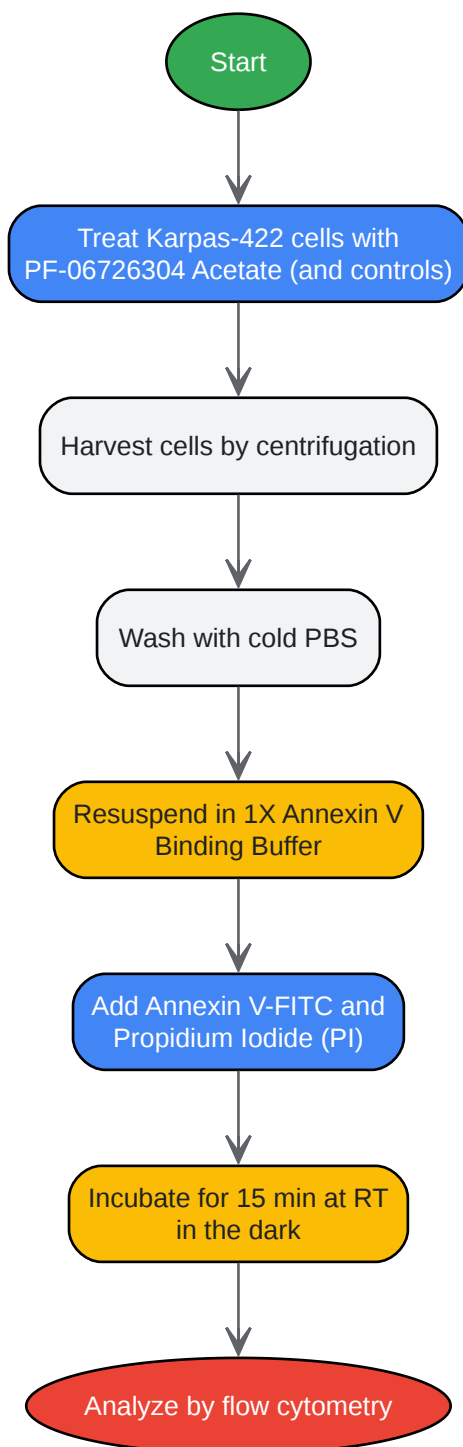 Start
Treat Karpas-422 cells with
PF-06726304 Acetate (and controls)
Harvest cells by centrifugation
Wash with cold PBS
Resuspend in 1X Annexin V
Binding Buffer
Add Annexin V-FITC and
Propidium Iodide (PI)
Incubate for 15 min at RT
in the dark
Analyze by flow cytometry